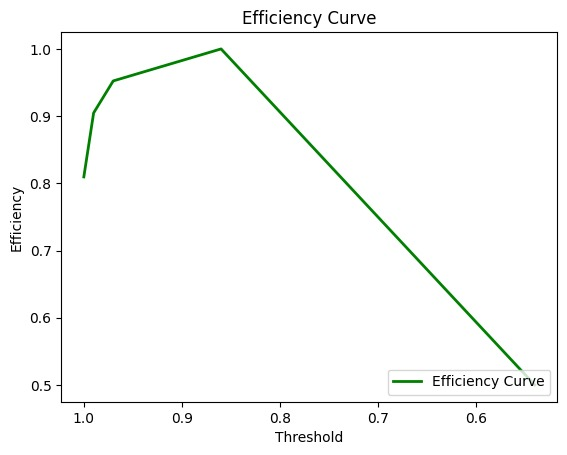 Efficiency Curve
1.0
0.9
0.8
0.7
0.6
0.5
Efficiency
Efficiency Curve
1.0 0.9 0.8 0.7 0.6
Threshold